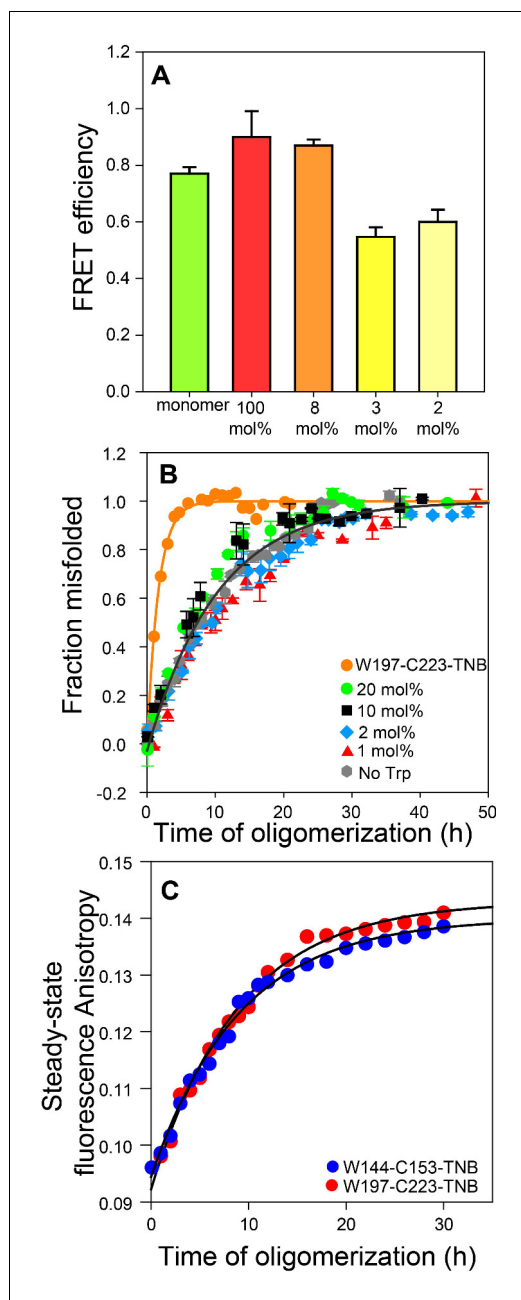 A
FRET efficiency
1.2
1.0
0.8
0.6
0.4
0.2
0.0
monomer
100 mol%
8 mol%
3 mol%
2 mol%
B
Fraction misfolded
1.2
1.0
0.8
0.6
0.4
0.2
0.0
-0.2
W197-C223-TNB
20 mol%
10 mol%
2 mol%
1 mol%
No Trp
0 10 20 30 40 50
Time of oligomerization (h)
C
Steady-state
fluorescence Anisotropy
0.15
0.14
0.13
0.12
0.11
0.10
0.09
W144-C153-TNB
W197-C223-TNB
0 10 20 30
Time of oligomerization (h)